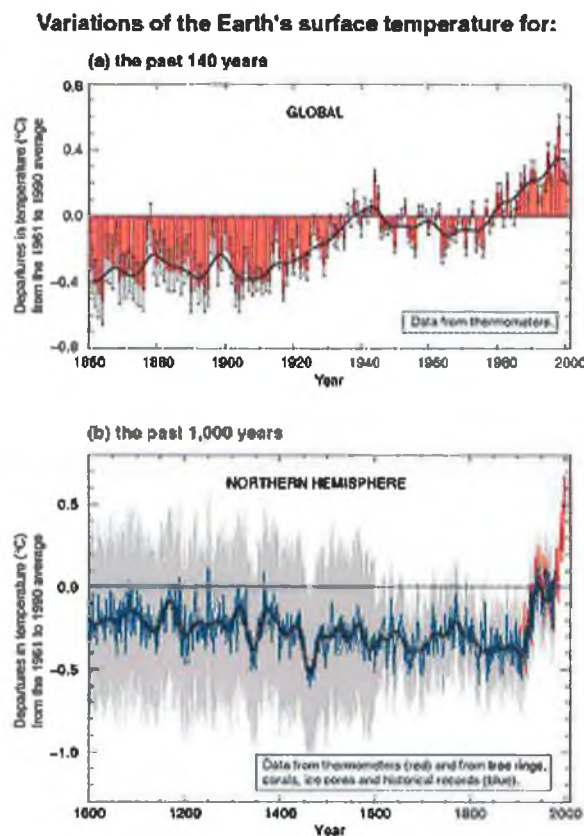 Variations of the Earth's surface temperature for:
(a) the past 140 years
Departures in temperature (°C)
from the 1961 to 1990 average
0.8
0.4
0.0
−0.4
−0.8
GLOBAL
Data from thermometers.
1860 1880 1900 1920 1940 1960 1980 2000
Year
(b) the past 1,000 years
Departures in temperature (°C)
from the 1961 to 1990 average
0.5
0.0
−0.5
−1.0
NORTHERN HEMISPHERE
Data from thermometers (red) and from tree rings,
corals, ice cores and historical records (blue).
1000 1200 1400 1600 1800 2000
Year